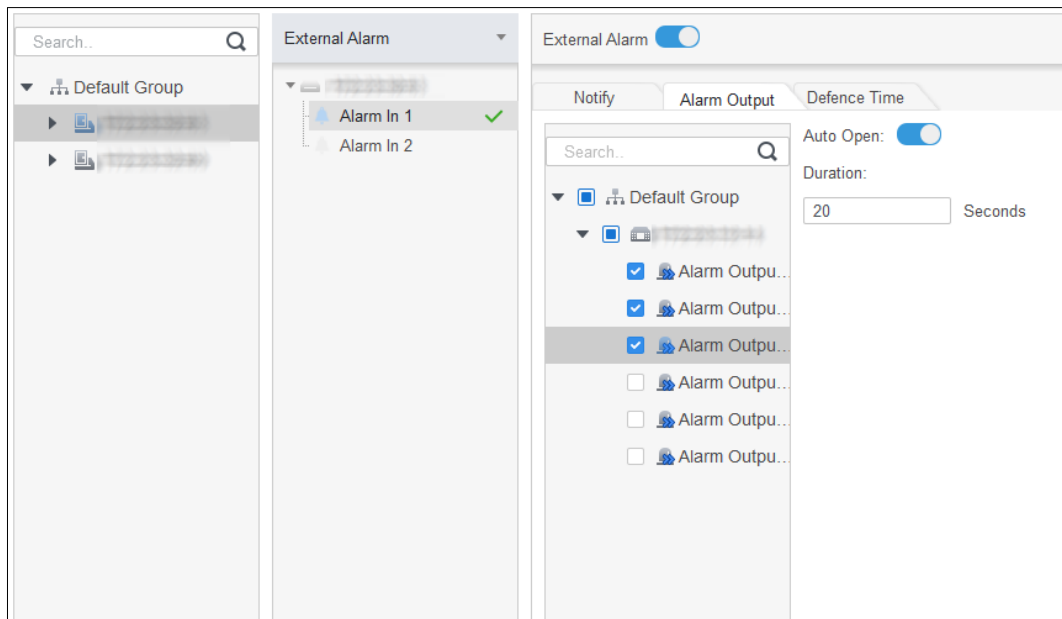 Search..
Default Group
External Alarm
Alarm In 1
Alarm In 2
External Alarm
Notify
Alarm Output
Defence Time
Search..
Default Group
Alarm Outpu...
Alarm Outpu...
Alarm Outpu...
Alarm Outpu...
Alarm Outpu...
Alarm Outpu...
Auto Open:
Duration:
20 Seconds